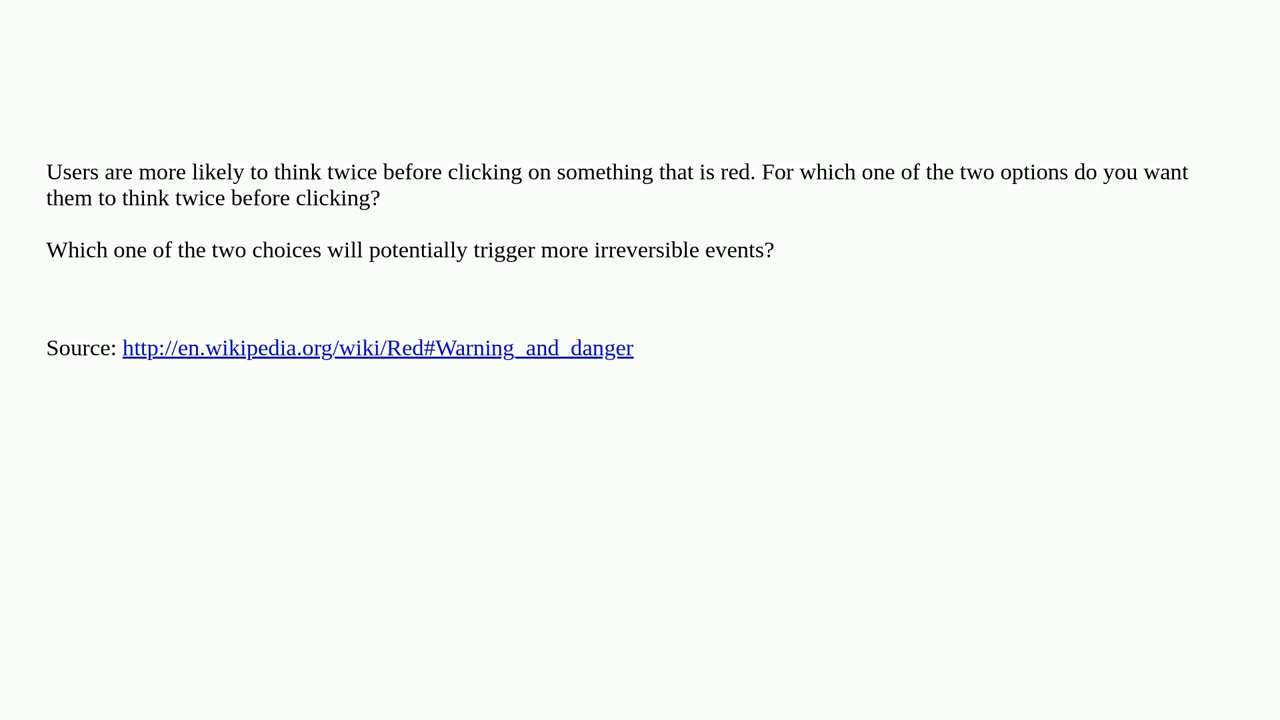 Users are more likely to think twice before clicking on something that is red. For which one of the two options do you want
them to think twice before clicking?
Which one of the two choices will potentially trigger more irreversible events?
Source: http://en.wikipedia.org/wiki/Red#Warning_and_danger